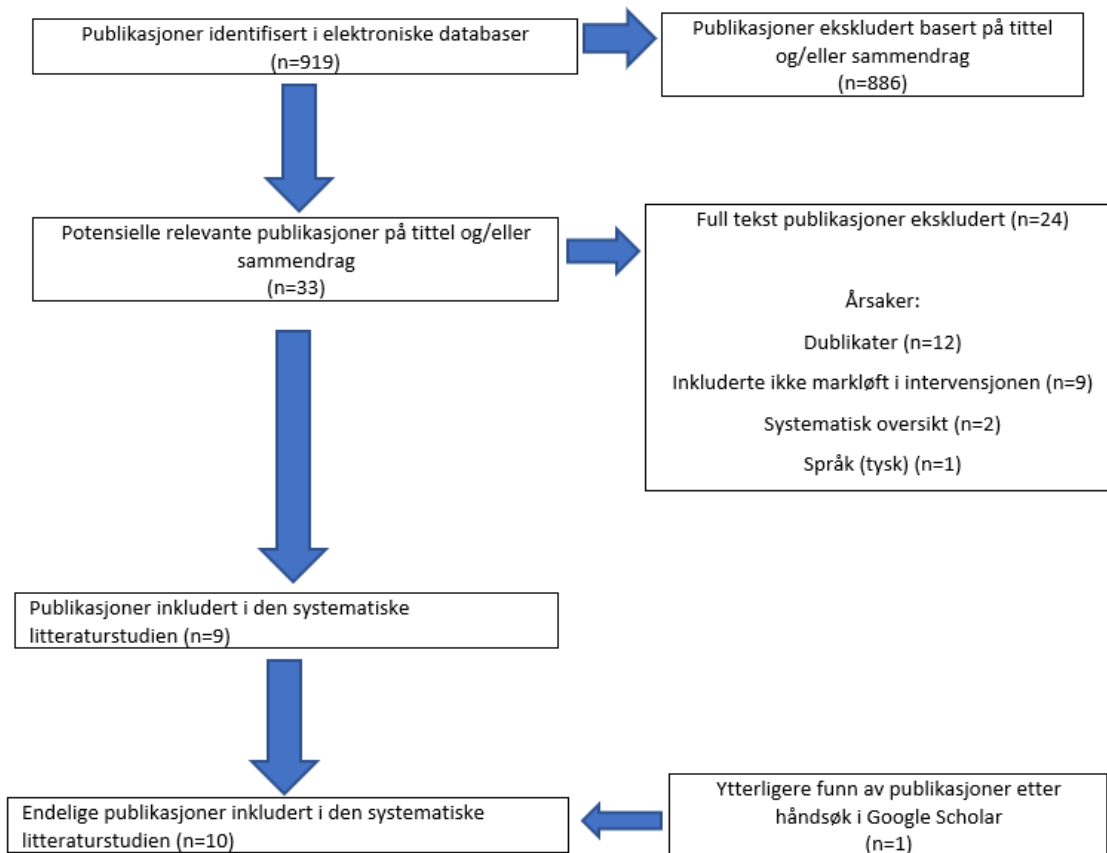 Publikasjoner identifisert i elektroniske databaser
(n=919)
Publikasjoner ekskludert basert på tittel
og/eller sammendrag
(n=886)
Potensielle relevante publikasjoner på tittel og/eller
sammendrag
(n=33)
Full tekst publikasjoner ekskludert (n=24)
Årsaker:
Dublikater (n=12)
Inkluderte ikke markløft i intervensjonen (n=9)
Systematisk oversikt (n=2)
Språk (tysk) (n=1)
Publikasjoner inkludert i den systematiske
litteraturstudien (n=9)
Endelige publikasjoner inkludert i den systematiske
litteraturstudien (n=10)
Ytterligere funn av publikasjoner etter
håndsøk i Google Scholar
(n=1)